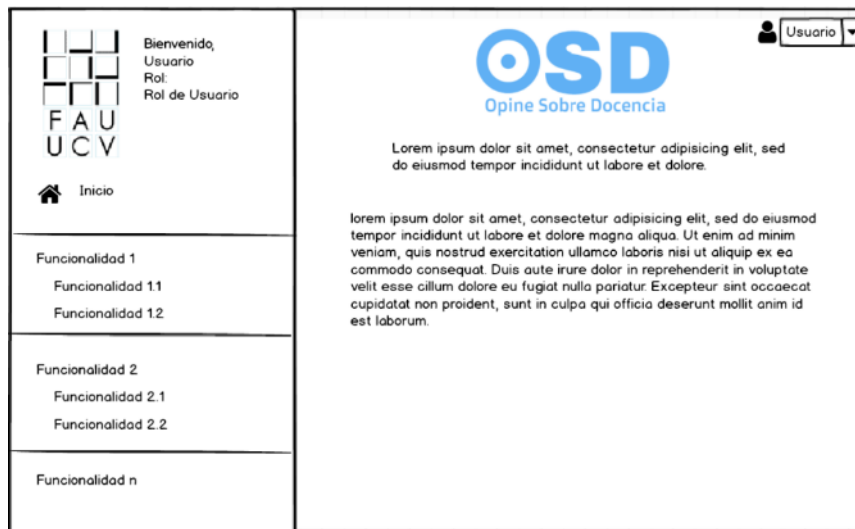 Bienvenido,
Usuario
Rol:
Rol de Usuario
F A U
U C V
Inicio
Funcionalidad 1
Funcionalidad 1.1
Funcionalidad 1.2
Funcionalidad 2
Funcionalidad 2.1
Funcionalidad 2.2
Funcionalidad n
Usuario
OSD
Opine Sobre Docencia
Lorem ipsum dolor sit amet, consectetur adipisicing elit, sed
do eiusmod tempor incididunt ut labore et dolore.
lorem ipsum dolor sit amet, consectetur adipisicing elit, sed do eiusmod
tempor incididunt ut labore et dolore magna aliqua. Ut enim ad minim
veniam, quis nostrud exercitation ullamco laboris nisi ut aliquip ex ea
commodo consequat. Duis aute irure dolor in reprehenderit in voluptate
velit esse cillum dolore eu fugiat nulla pariatur. Excepteur sint occaecat
cupidatat non proident, sunt in culpa qui officia deserunt mollit anim id
est laborum.